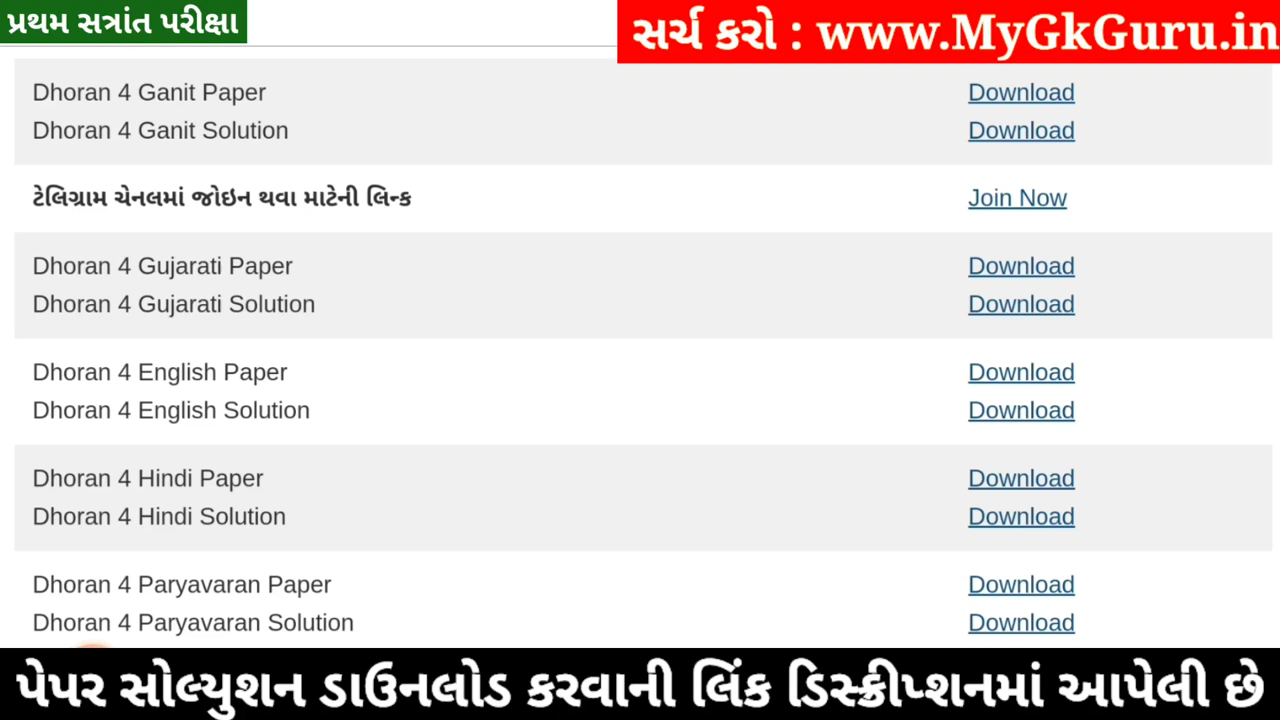 પ્રથમ સત્રાંત પરીક્ષા
સર્ચ કરો : www.MyGkGuru.in
Dhoran 4 Ganit Paper Download
Dhoran 4 Ganit Solution Download
ટેલિગ્રામ ચેનલમાં જોઇન થવા માટેની લિન્ક Join Now
Dhoran 4 Gujarati Paper Download
Dhoran 4 Gujarati Solution Download
Dhoran 4 English Paper Download
Dhoran 4 English Solution Download
Dhoran 4 Hindi Paper Download
Dhoran 4 Hindi Solution Download
Dhoran 4 Paryavaran Paper Download
Dhoran 4 Paryavaran Solution Download
પેપર સોલ્યુશન ડાઉનલોડ કરવાની લિંક ડિસ્ક્રીપ્શનમાં આપેલી છે